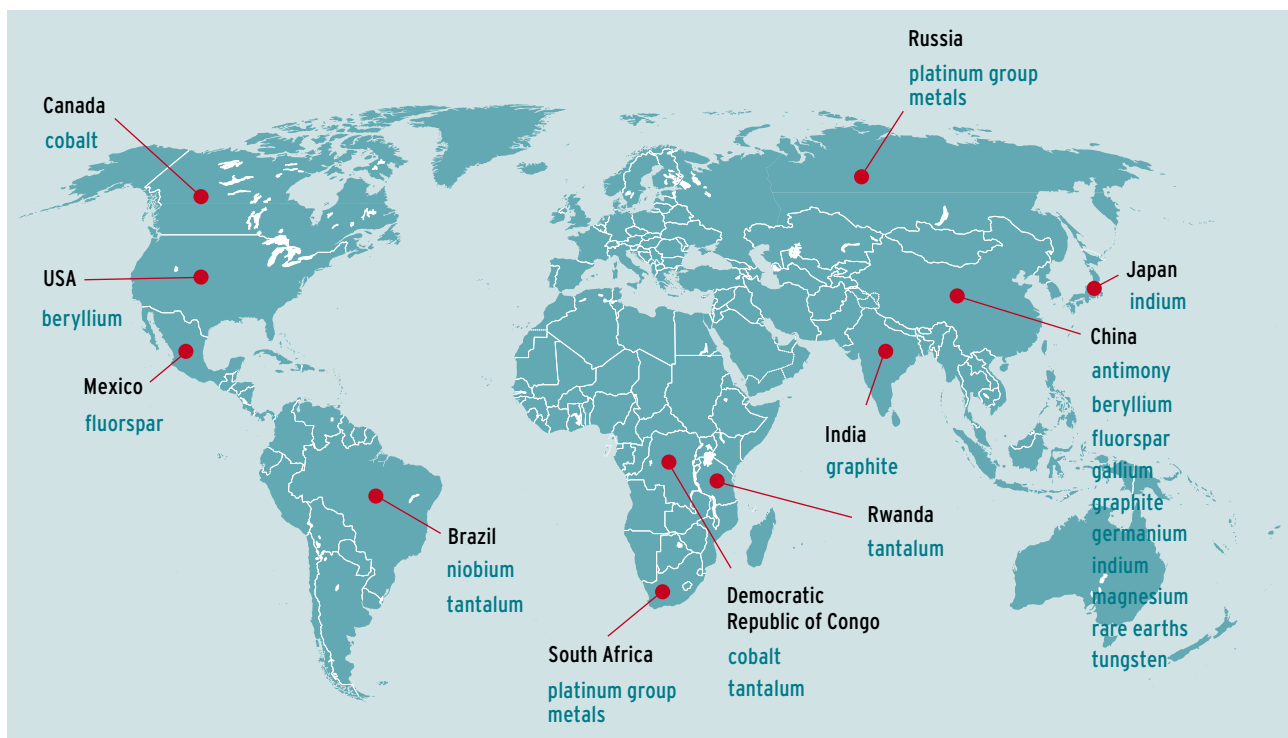 Russia
platinum group
metals
Canada
cobalt
USA
beryllium
Mexico
fluorspar
Japan
indium
China
antimony
beryllium
fluorspar
gallium
graphite
germanium
indium
magnesium
rare earths
tungsten
India
graphite
Rwanda
tantalum
Brazil
niobium
tantalum
Democratic
Republic of Congo
cobalt
tantalum
South Africa
platinum group
metals